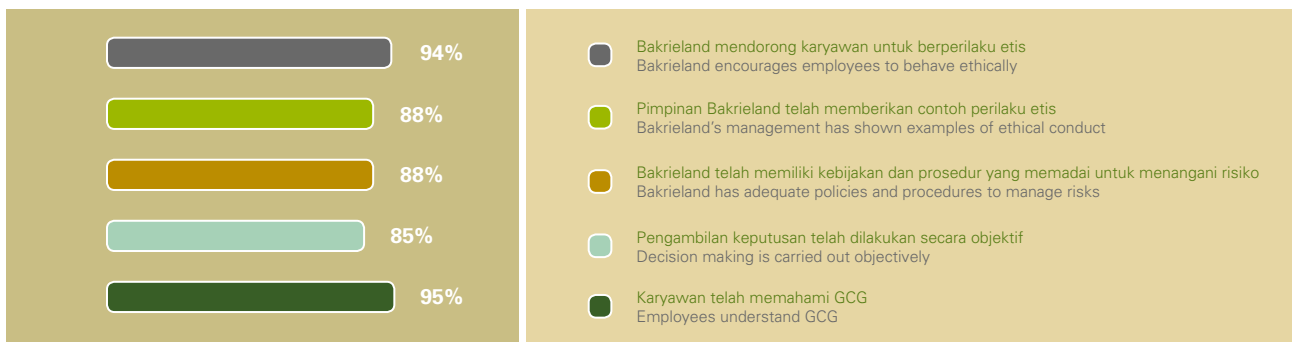 94%
88%
88%
85%
95%
Bakrieland mendorong karyawan untuk berperilaku etis
Bakrieland encourages employees to behave ethically
Pimpinan Bakrieland telah memberikan contoh perilaku etis
Bakrieland's management has shown examples of ethical conduct
Bakrieland telah memiliki kebijakan dan prosedur yang memadai untuk menangani risiko
Bakrieland has adequate policies and procedures to manage risks
Pengambilan keputusan telah dilakukan secara objektif
Decision making is carried out objectively
Karyawan telah memahami GCG
Employees understand GCG